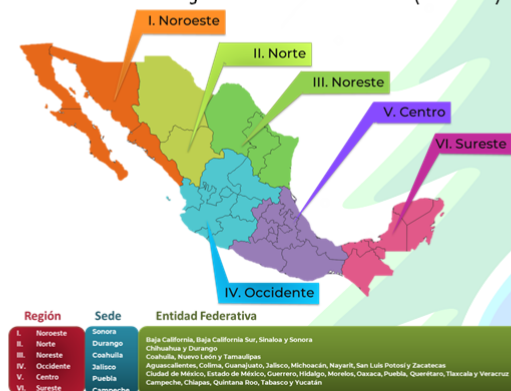 I. Noroeste
II. Norte
III. Noreste
V. Centro
VI. Sureste
IV. Occidente
Región Sede Entidad Federativa
I. Noroeste Sonora Baja California, Baja California Sur, Sinaloa y Sonora
II. Norte Durango Chihuahua y Durango
III. Noreste Coahuila Coahuila, Nuevo León y Tamaulipas
IV. Occidente Jalisco Aguascalientes, Colima, Guanajuato, Jalisco, Michoacán, Nayarit, San Luis Potosí y Zacatecas
V. Centro Puebla Ciudad de México, Estado de México, Guerrero, Hidalgo, Morelos, Oaxaca, Puebla, Querétaro, Tlaxcala y Veracruz
VI. Sureste Campeche Campeche, Chiapas, Quintana Roo, Tabasco y Yucatán